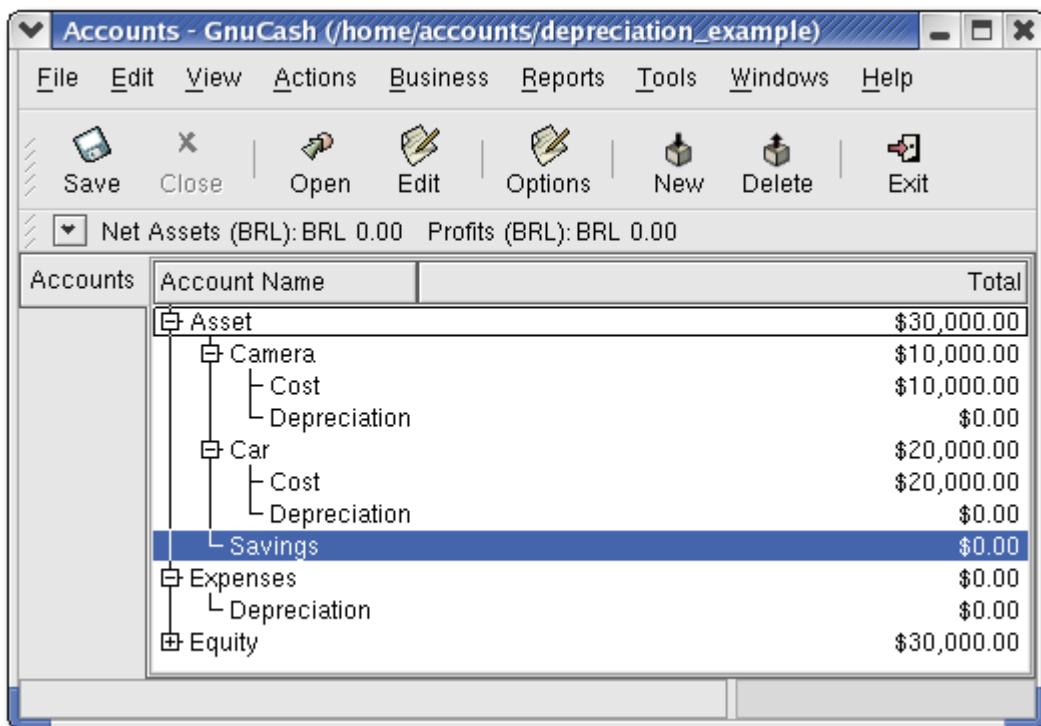 Accounts - GnuCash (/home/accounts/depreciation_example)
File Edit View Actions Business Reports Tools Windows Help
Save Close Open Edit Options New Delete Exit
Net Assets (BRL): BRL 0.00 Profits (BRL): BRL 0.00
Accounts Account Name Total
Asset $30,000.00
Camera $10,000.00
Cost $10,000.00
Depreciation $0.00
Car $20,000.00
Cost $20,000.00
Depreciation $0.00
Savings $0.00
Expenses $0.00
Depreciation $0.00
Equity $30,000.00